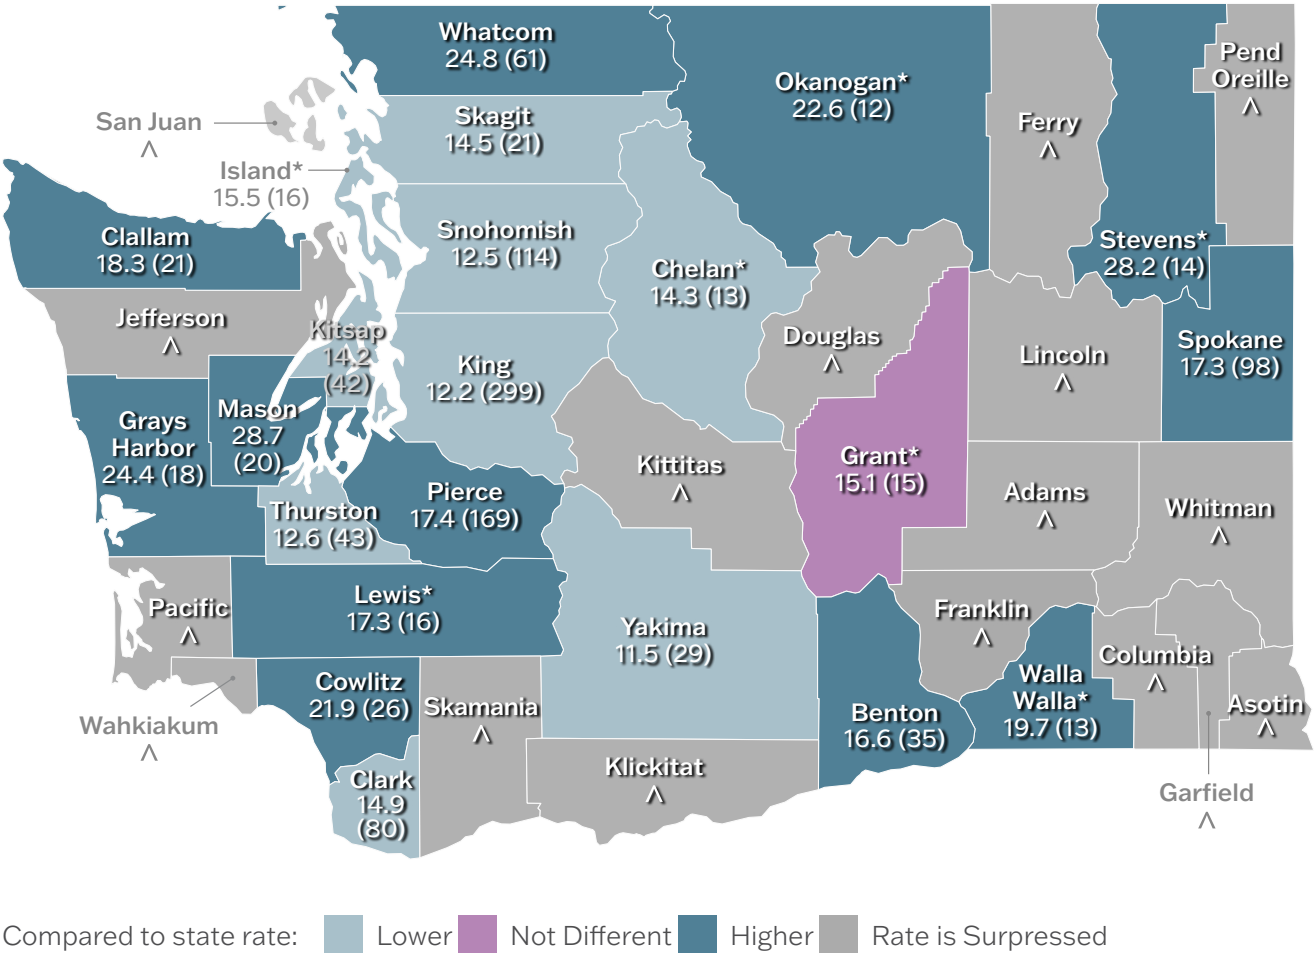 Whatcom
24.8 (61)
Okanogan*
22.6 (12)
Pend
Oreille
^
San Juan
^
Skagit
14.5 (21)
Ferry
^
Island*
15.5 (16)
Clallam
18.3 (21)
Snohomish
12.5 (114)
Chelan*
14.3 (13)
Stevens*
28.2 (14)
Jefferson
^
Kitsap
14.2
(42)
King
12.2 (299)
Douglas
^
Lincoln
^
Spokane
17.3 (98)
Grays
Harbor
24.4 (18)
Mason
28.7
(20)
Kittitas
^
Grant*
15.1 (15)
Adams
^
Whitman
^
Thurston
12.6 (43)
Pierce
17.4 (169)
Pacific
^
Lewis*
17.3 (16)
Yakima
11.5 (29)
Franklin
^
Columbia
^
Walla
Walla*
19.7 (13)
Asotin
^
Wahkiakum
^
Cowlitz
21.9 (26)
Skamania
^
Benton
16.6 (35)
Clark
14.9
(80)
Klickitat
^
Garfield
^
Compared to state rate: Lower Not Different Higher Rate is Surpressed